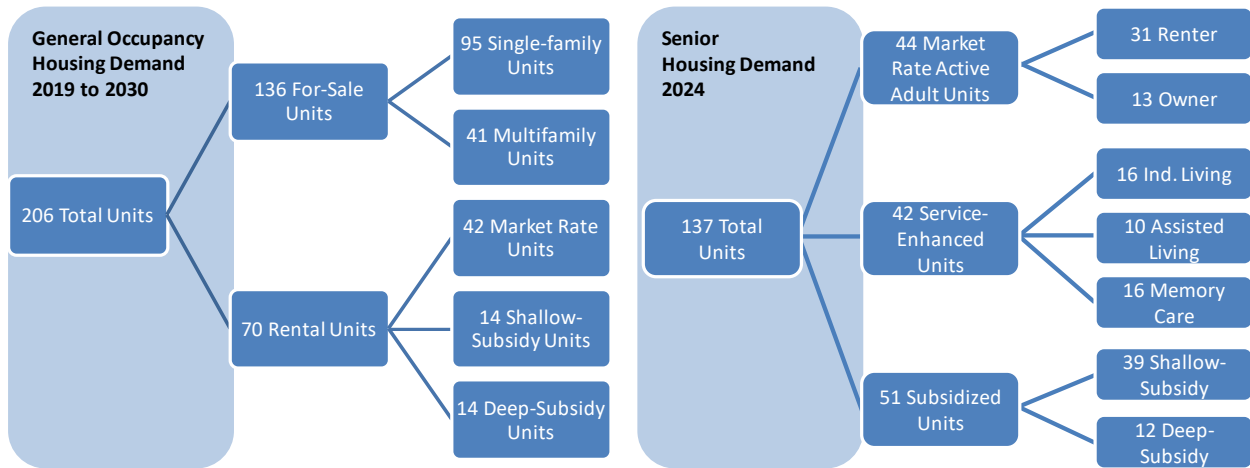 General Occupancy
Housing Demand
2019 to 2030
206 Total Units
136 For-Sale
Units
95 Single-family
Units
41 Multifamily
Units
70 Rental Units
42 Market Rate
Units
14 Shallow-
Subsidy Units
14 Deep-Subsidy
Units
Senior
Housing Demand
2024
137 Total
Units
44 Market
Rate Active
Adult Units
31 Renter
13 Owner
42 Service-
Enhanced
Units
16 Ind. Living
10 Assisted
Living
16 Memory
Care
51 Subsidized
Units
39 Shallow-
Subsidy
12 Deep-
Subsidy